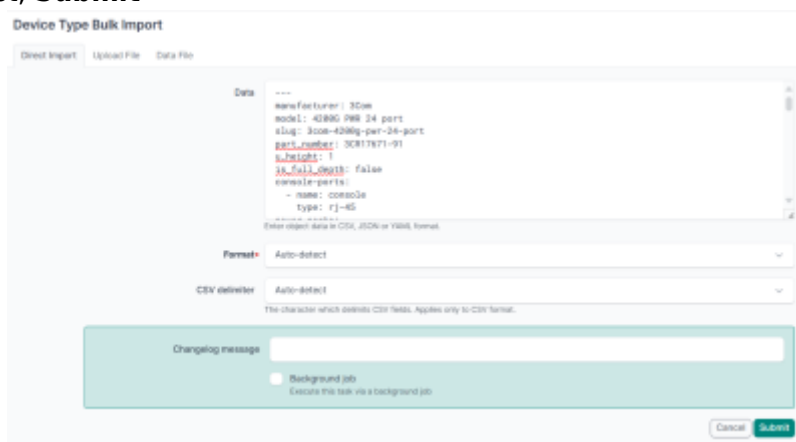 Submit
Device Type Bulk Import
Direct Import Upload File Data File
Data
---
manufacturer: 3Com
model: 4200G PWR 24 port
slug: 3com-4200g-pwr-24-port
part_number: 3CR17671-91
u_height: 1
is_full_depth: false
console-ports:
- name: console
type: rj-45
Enter object data in CSV, JSON or YAML format.
Format* Auto-detect
CSV delimiter Auto-detect
The character which delimits CSV fields. Applies only to CSV format.
Changelog message
Background job
Execute this task via a background job
Cancel Submit